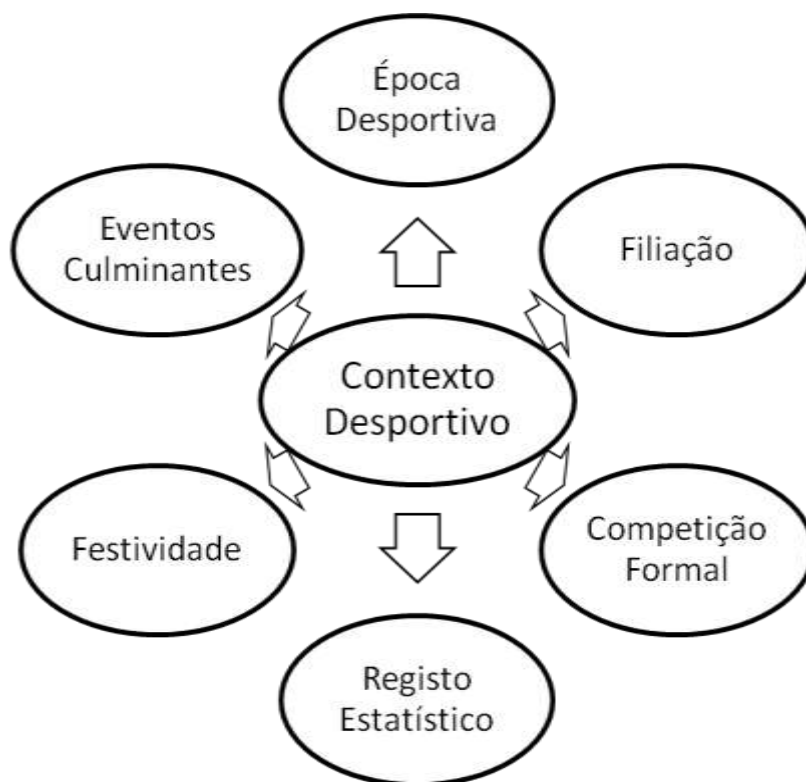 Época
Desportiva
Eventos
Culminantes
Filiação
Contexto
Desportivo
Festividade
Competição
Formal
Registo
Estatístico